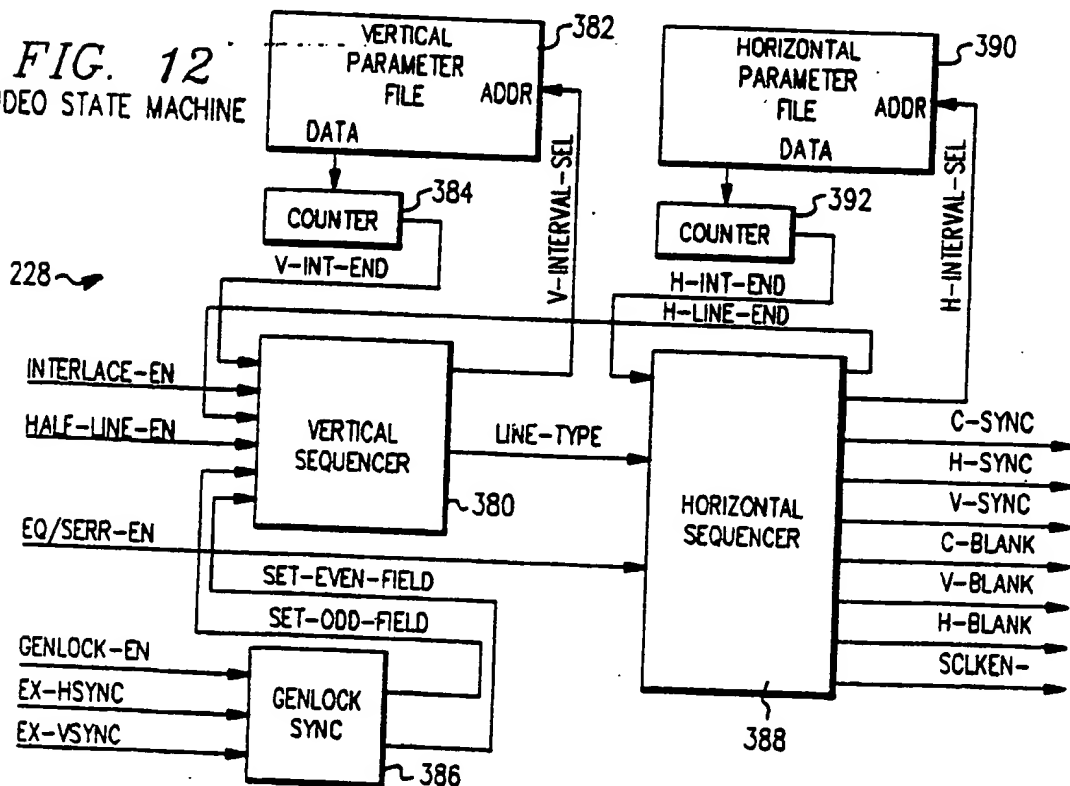 FIG. 12
VIDEO STATE MACHINE
VERTICAL
PARAMETER
FILE
ADDR
DATA
382
HORIZONTAL
PARAMETER
FILE
ADDR
DATA
390
COUNTER
384
COUNTER
392
V-INT-END
V-INTERVAL-SEL
H-INT-END
H-LINE-END
H-INTERVAL-SEL
228
INTERLACE-EN
HALF-LINE-EN
EQ/SERR-EN
VERTICAL
SEQUENCER
380
LINE-TYPE
HORIZONTAL
SEQUENCER
388
C-SYNC
H-SYNC
V-SYNC
C-BLANK
V-BLANK
H-BLANK
SCLKEN-
SET-EVEN-FIELD
SET-ODD-FIELD
GENLOCK-EN
EX-HSYNC
EX-VSYNC
GENLOCK
SYNC
386